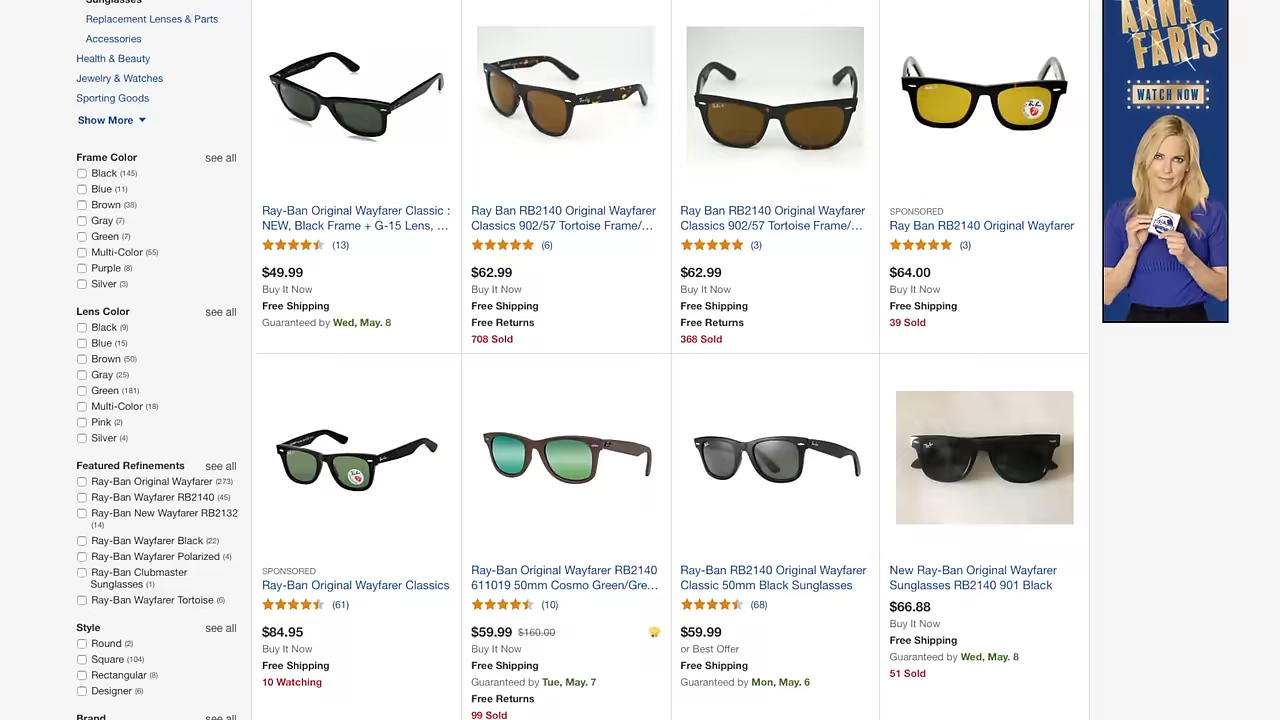 Sunglasses
Replacement Lenses & Parts
Accessories
Health & Beauty
Jewelry & Watches
Sporting Goods
Show More
Frame Color see all
Black (145)
Blue (11)
Brown (38)
Gray (7)
Green (7)
Multi-Color (55)
Purple (8)
Silver (3)
Lens Color see all
Black (9)
Blue (15)
Brown (50)
Gray (25)
Green (181)
Multi-Color (18)
Pink (2)
Silver (4)
Featured Refinements see all
Ray-Ban Original Wayfarer (273)
Ray-Ban Wayfarer RB2140 (45)
Ray-Ban New Wayfarer RB2132
(14)
Ray-Ban Wayfarer Black (22)
Ray-Ban Wayfarer Polarized (4)
Ray-Ban Clubmaster
Sunglasses (1)
Ray-Ban Wayfarer Tortoise (6)
Style see all
Round (2)
Square (104)
Rectangular (8)
Designer (6)
Brand see all
Ray-Ban Original Wayfarer Classic :
NEW, Black Frame + G-15 Lens, ...
(13)
$49.99
Buy It Now
Free Shipping
Guaranteed by Wed, May. 8
Ray Ban RB2140 Original Wayfarer
Classics 902/57 Tortoise Frame/...
(6)
$62.99
Buy It Now
Free Shipping
Free Returns
708 Sold
Ray Ban RB2140 Original Wayfarer
Classics 902/57 Tortoise Frame/...
(3)
$62.99
Buy It Now
Free Shipping
Free Returns
368 Sold
SPONSORED
Ray Ban RB2140 Original Wayfarer
(3)
$64.00
Buy It Now
Free Shipping
39 Sold
SPONSORED
Ray-Ban Original Wayfarer Classics
(61)
$84.95
Buy It Now
Free Shipping
10 Watching
Ray-Ban Original Wayfarer RB2140
611019 50mm Cosmo Green/Gre...
(10)
$59.99 $160.00
Buy It Now
Free Shipping
Guaranteed by Tue, May. 7
Free Returns
99 Sold
Ray-Ban RB2140 Original Wayfarer
Classic 50mm Black Sunglasses
(68)
$59.99
or Best Offer
Free Shipping
Guaranteed by Mon, May. 6
New Ray-Ban Original Wayfarer
Sunglasses RB2140 901 Black
$66.88
Buy It Now
Free Shipping
Guaranteed by Wed, May. 8
51 Sold
ANNA
FARIS
WATCH NOW